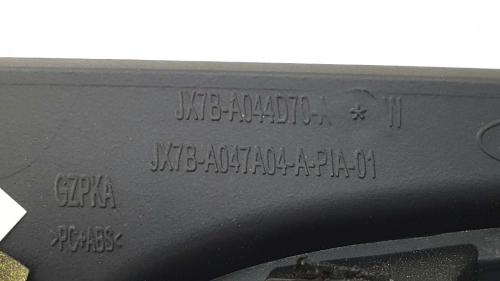 JX7B-A044D70-A * W
JX7B-A047A04-A-PIA-01
GZPKA
>PC+ABS<